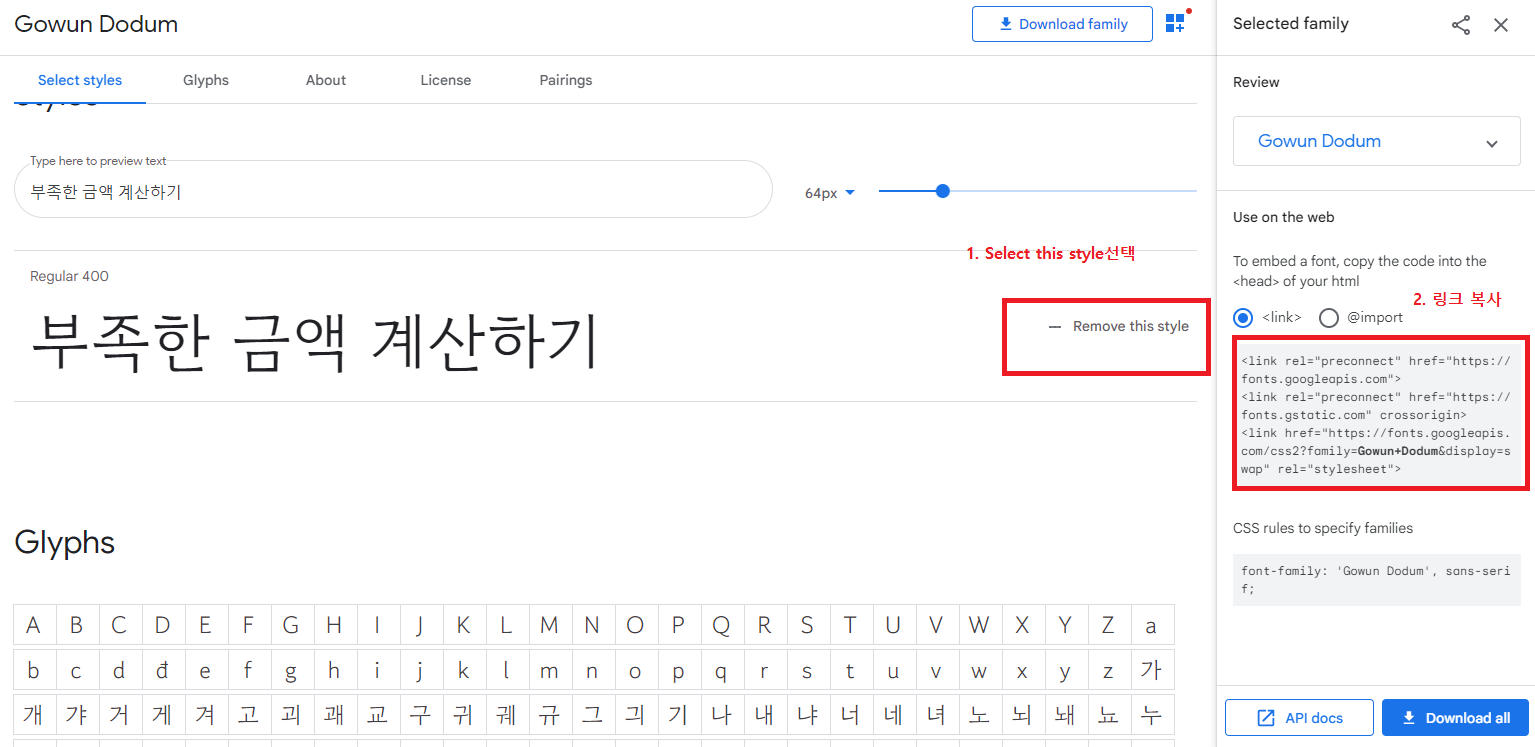 Gowun Dodum
Download family
Select styles
Glyphs
About
License
Pairings
Type here to preview text
부족한 금액 계산하기
64px
1. Select this style선택
Regular 400
부족한 금액 계산하기
Remove this style
Glyphs
A B C D E F G H I J K L M N O P Q R S T U V W X Y Z a
b c d đ e f g h i j k l m n o p q r s t u v w x y z 가
개 갸 거 게 겨 고 괴 괘 교 구 귀 궤 규 그 긔 기 나 내 냐 너 네 녀 노 뇌 놰 뇨 누
Selected family
Review
Gowun Dodum
Use on the web
To embed a font, copy the code into the
<head> of your html
2. 링크 복사
<link>
@import
<link rel="preconnect" href="https://
fonts.googleapis.com">
<link rel="preconnect" href="https://
fonts.gstatic.com" crossorigin>
<link href="https://fonts.googleapis.
com/css2?family=Gowun+Dodum&display=s
wap" rel="stylesheet">
CSS rules to specify families
font-family: 'Gowun Dodum', sans-seri
f;
API docs
Download all